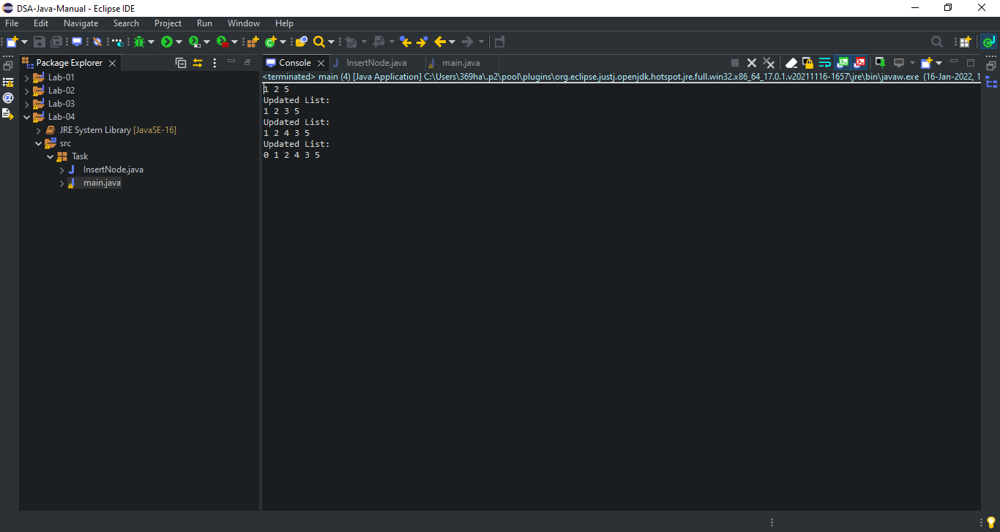 DSA-Java-Manual - Eclipse IDE
File Edit Navigate Search Project Run Window Help
Package Explorer
Lab-01
Lab-02
Lab-03
Lab-04
JRE System Library [JavaSE-16]
src
Task
InsertNode.java
main.java
Console InsertNode.java main.java
<terminated> main (4) [Java Application] C:\Users\369ha\.p2\pool\plugins\org.eclipse.justj.openjdk.hotspot.jre.full.win32.x86_64_17.0.1.v20211116-1657\jre\bin\javaw.exe (16-Jan-2022, 1
1 2 5
Updated List:
1 2 3 5
Updated List:
1 2 4 3 5
Updated List:
0 1 2 4 3 5